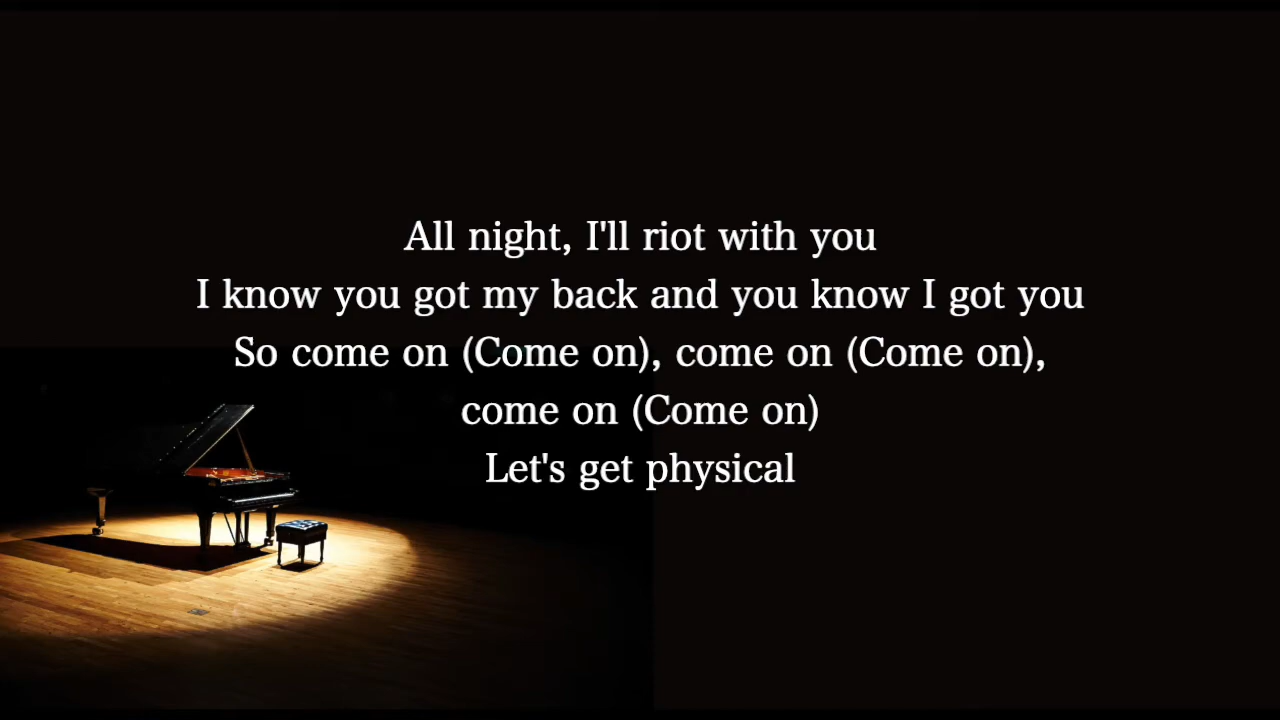 All night, I'll riot with you
I know you got my back and you know I got you
So come on (Come on), come on (Come on),
come on (Come on)
Let's get physical